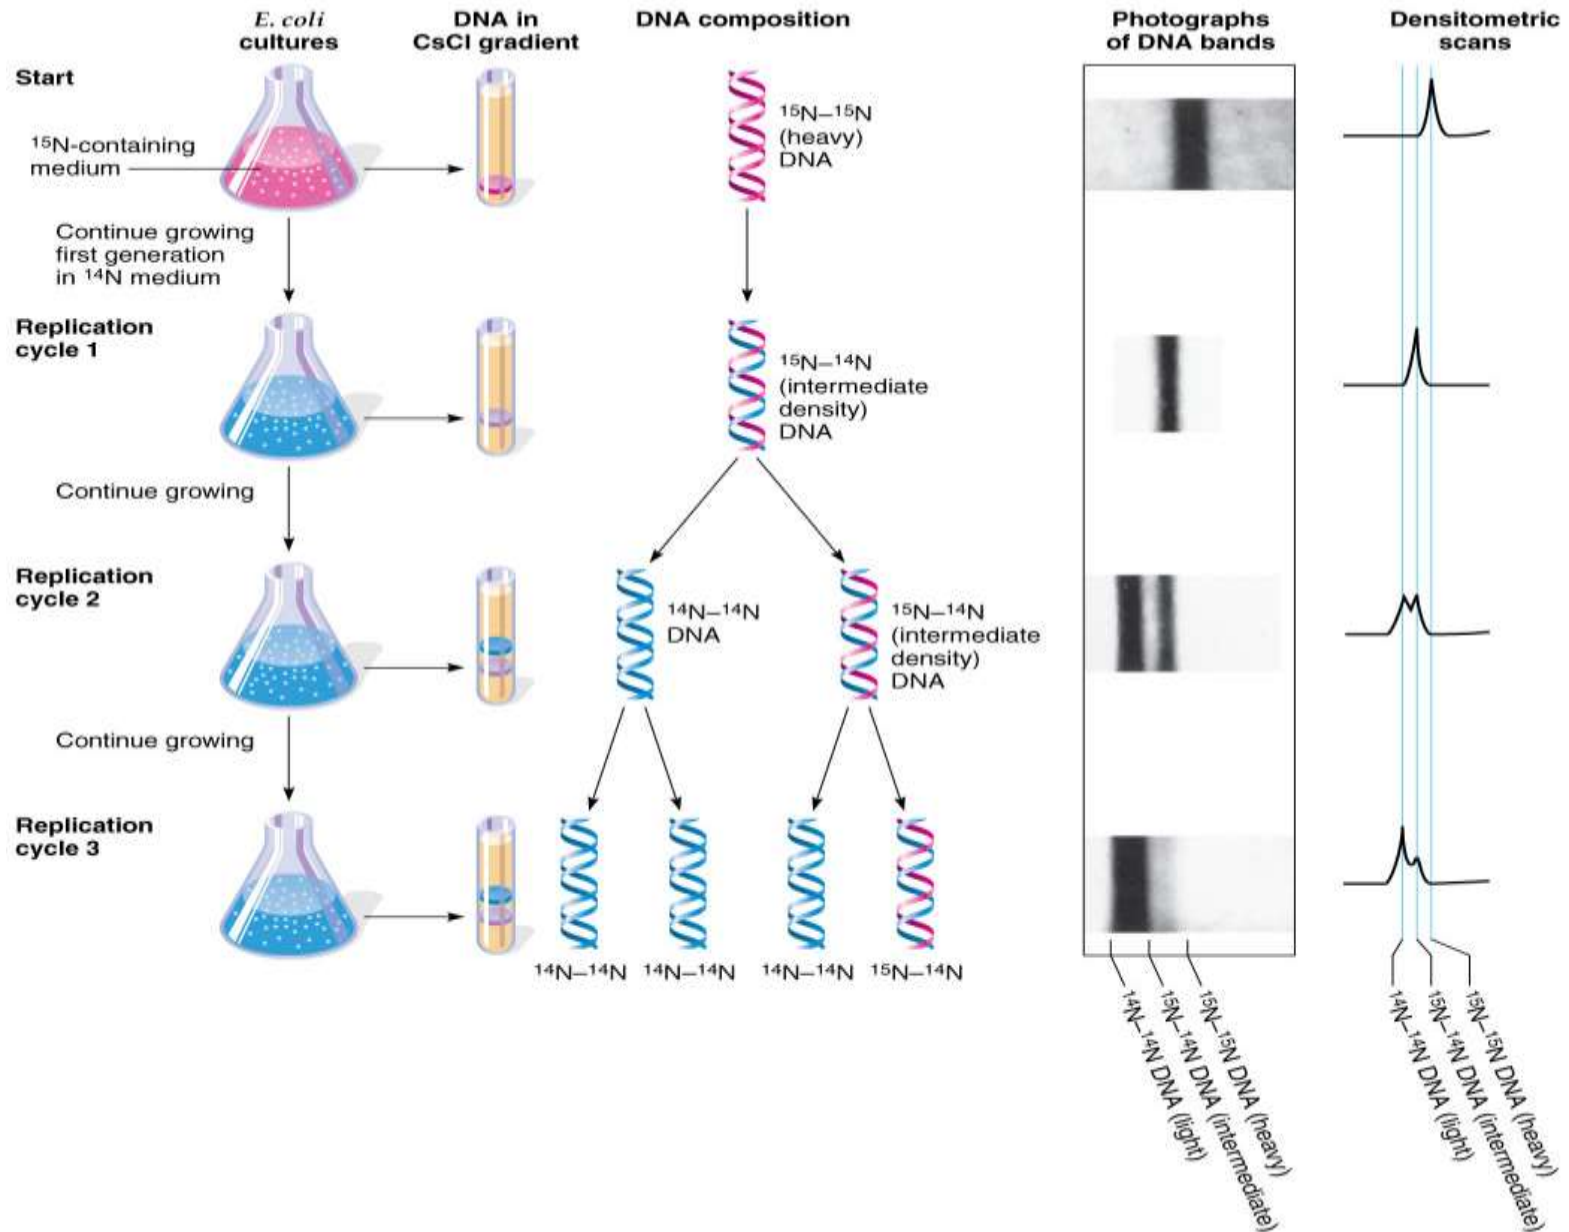 E. coli
cultures
DNA in
CsCl gradient
DNA composition
Photographs
of DNA bands
Densitometric
scans
Start
¹⁵N-containing
medium
¹⁵N–¹⁵N
(heavy)
DNA
Continue growing
first generation
in ¹⁴N medium
Replication
cycle 1
¹⁵N–¹⁴N
(intermediate
density)
DNA
Continue growing
Replication
cycle 2
¹⁴N–¹⁴N
DNA
¹⁵N–¹⁴N
(intermediate
density)
DNA
Continue growing
Replication
cycle 3
¹⁴N–¹⁴N
¹⁴N–¹⁴N
¹⁴N–¹⁴N
¹⁵N–¹⁴N
¹⁴N–¹⁴N DNA (light)
¹⁵N–¹⁴N DNA (intermediate)
¹⁵N–¹⁵N DNA (heavy)
¹⁴N–¹⁴N DNA (light)
¹⁵N–¹⁴N DNA (intermediate)
¹⁵N–¹⁵N DNA (heavy)